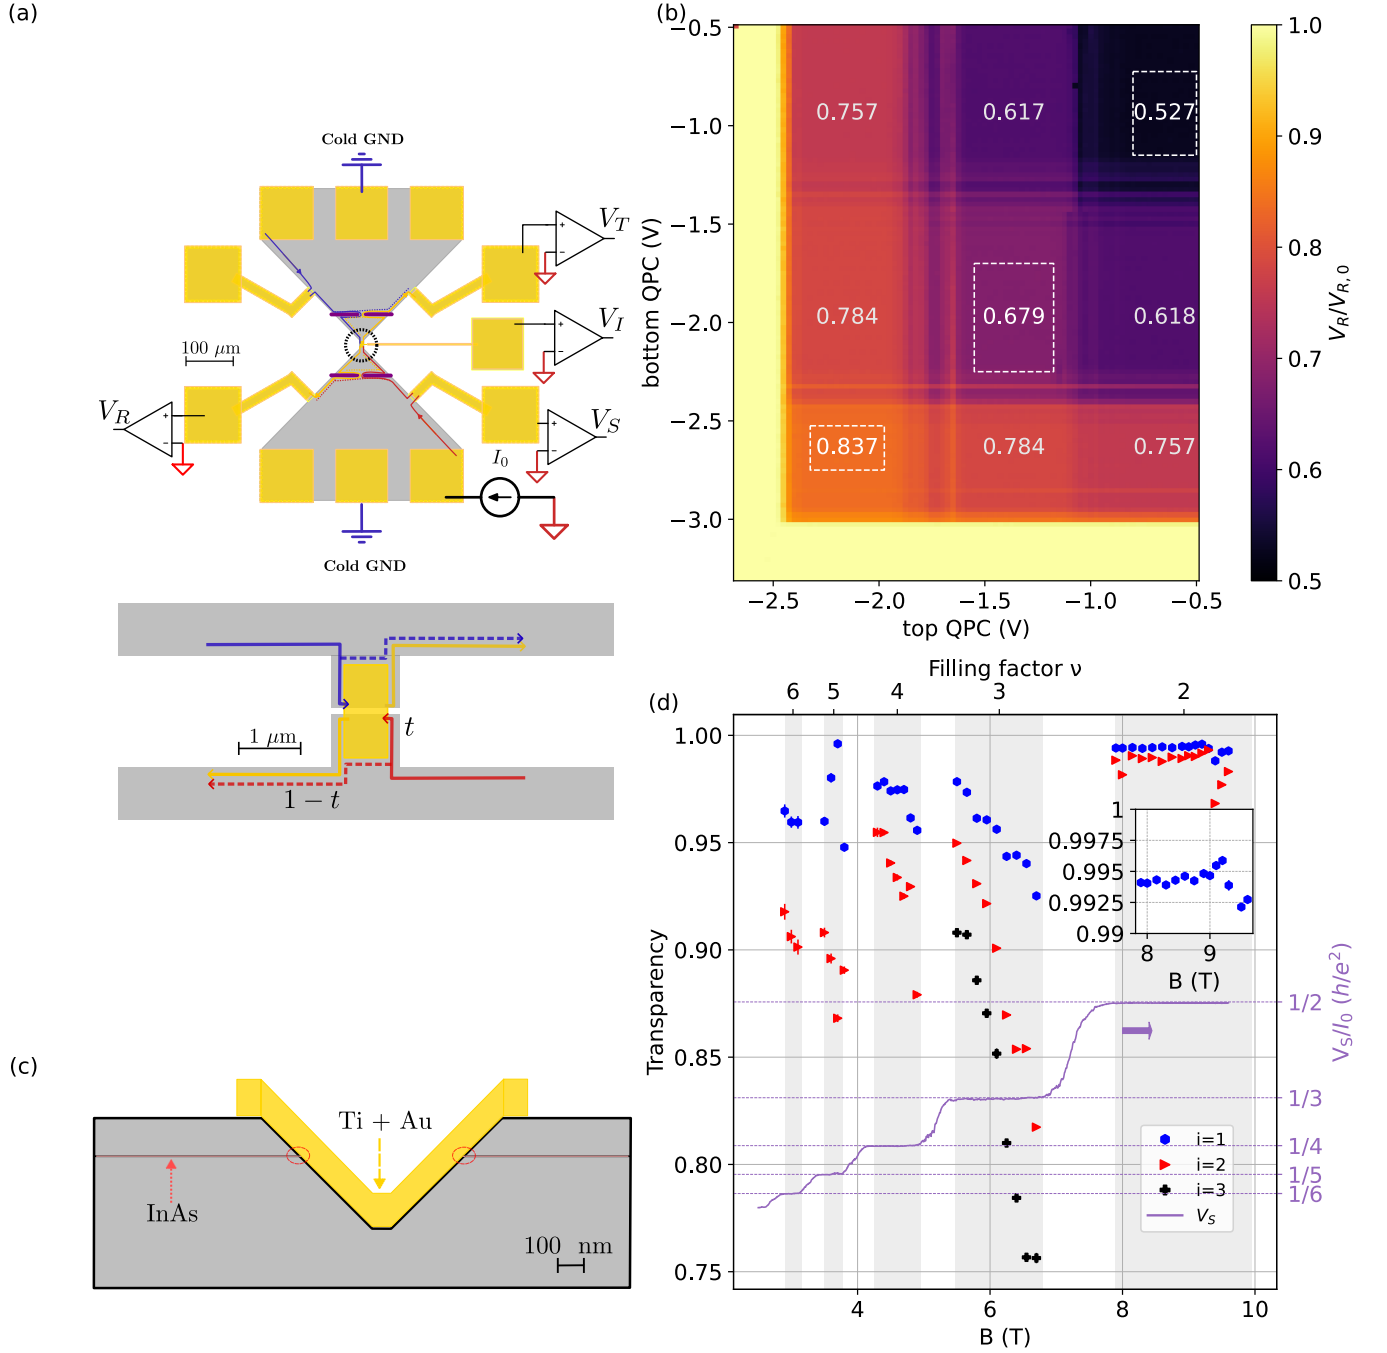 (a)
Cold GND
V_T
V_I
100 μm
V_R
V_S
I_0
Cold GND
t
1 μm
1 − t
(b)
−0.5
−1.0
−1.5
−2.0
−2.5
−3.0
bottom QPC (V)
0.757
0.617
0.527
0.784
0.679
0.618
0.837
0.784
0.757
−2.5
−2.0
−1.5
−1.0
−0.5
top QPC (V)
1.0
0.9
0.8
0.7
0.6
0.5
V_R/V_{R,0}
(c)
Ti + Au
InAs
100 nm
(d)
Filling factor ν
6
5
4
3
2
1.00
0.95
0.90
0.85
0.80
0.75
Transparency
1
0.9975
0.995
0.9925
0.99
8
9
B (T)
1/2
1/3
1/4
1/5
1/6
V_S/I_0 (h/e²)
i=1
i=2
i=3
V_S
4
6
8
10
B (T)